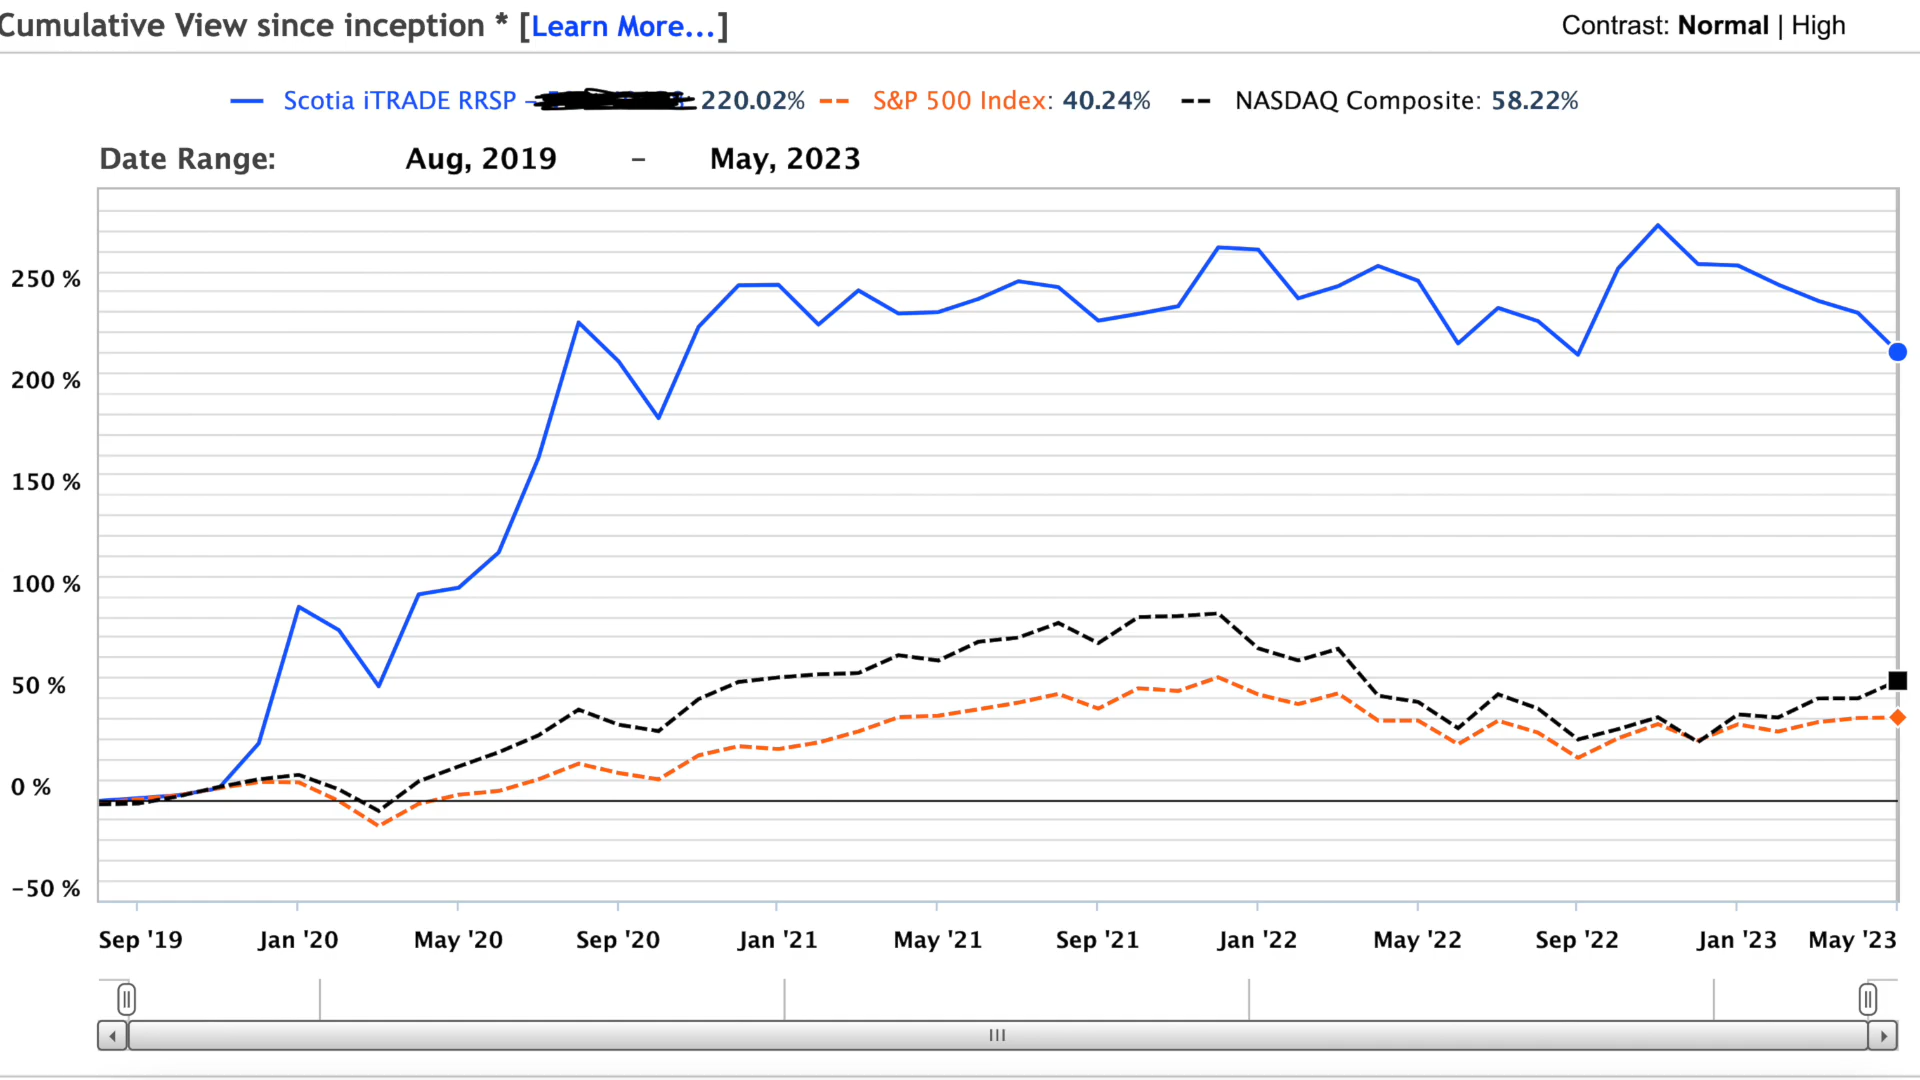 Cumulative View since inception * [Learn More...]
Contrast: Normal | High
Scotia iTRADE RRSP – 220.02% S&P 500 Index: 40.24% NASDAQ Composite: 58.22%
Date Range: Aug, 2019 – May, 2023
250 %
200 %
150 %
100 %
50 %
0 %
−50 %
Sep '19 Jan '20 May '20 Sep '20 Jan '21 May '21 Sep '21 Jan '22 May '22 Sep '22 Jan '23 May '23